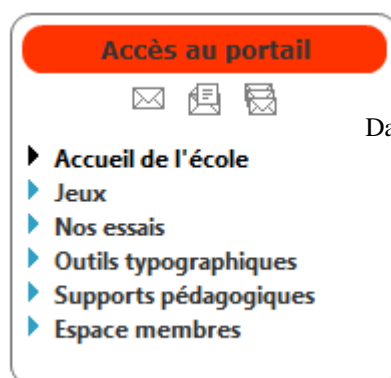 Accès au portail
Da
Accueil de l'école
Jeux
Nos essais
Outils typographiques
Supports pédagogiques
Espace membres